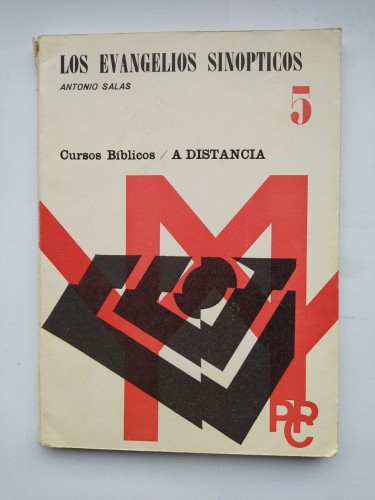 LOS EVANGELIOS SINOPTICOS
ANTONIO SALAS
5
Cursos Bíblicos / A DISTANCIA
PPC